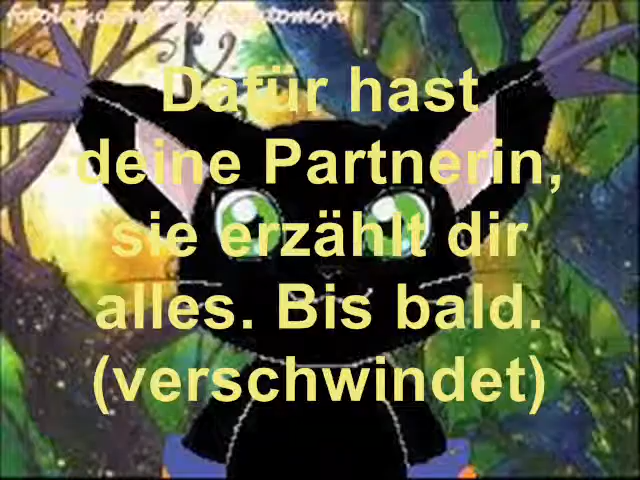 Dafür hast
deine Partnerin,
sie erzählt dir
alles. Bis bald.
(verschwindet)